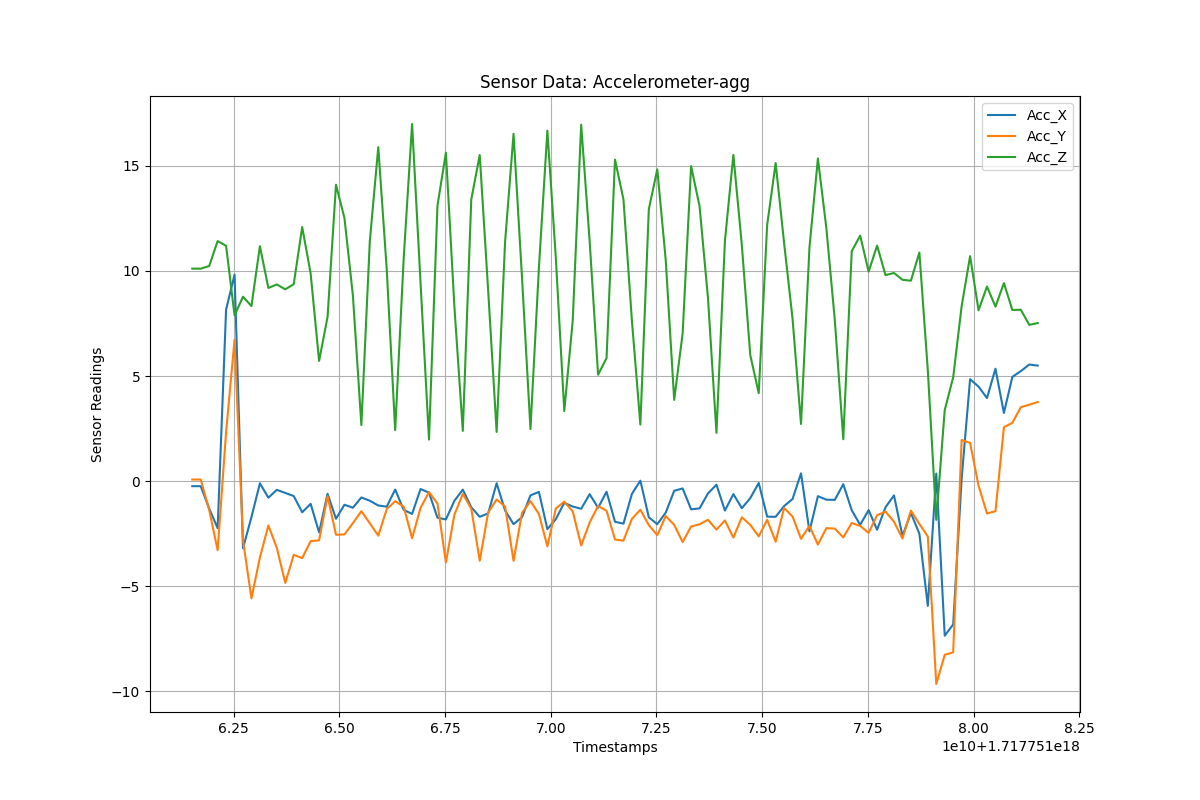 Sensor Data: Accelerometer-agg
Acc_X
Acc_Y
Acc_Z
Sensor Readings
15
10
5
0
−5
−10
6.25 6.50 6.75 7.00 7.25 7.50 7.75 8.00 8.25
Timestamps
1e10+1.717751e18